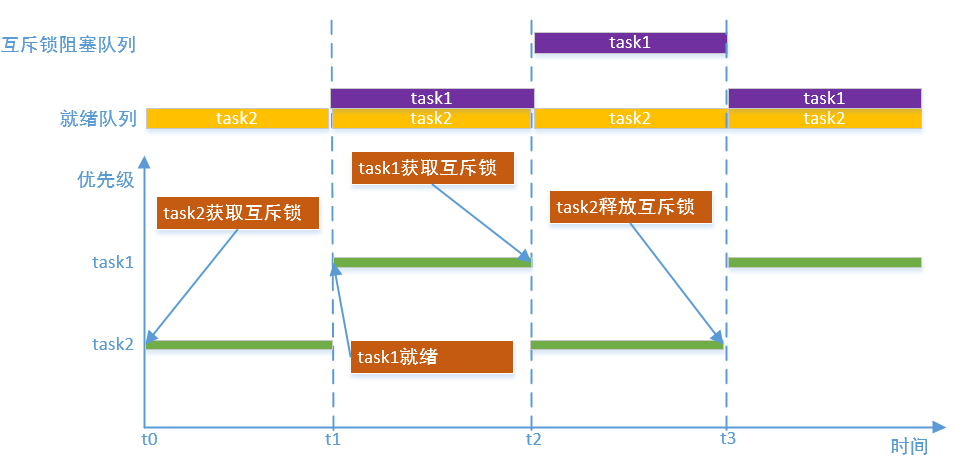 互斥锁阻塞队列
task1
task1
task1
就绪队列
task2
task2
task2
task2
优先级
task1获取互斥锁
task2获取互斥锁
task2释放互斥锁
task1
task2
task1就绪
t0
t1
t2
t3
时间